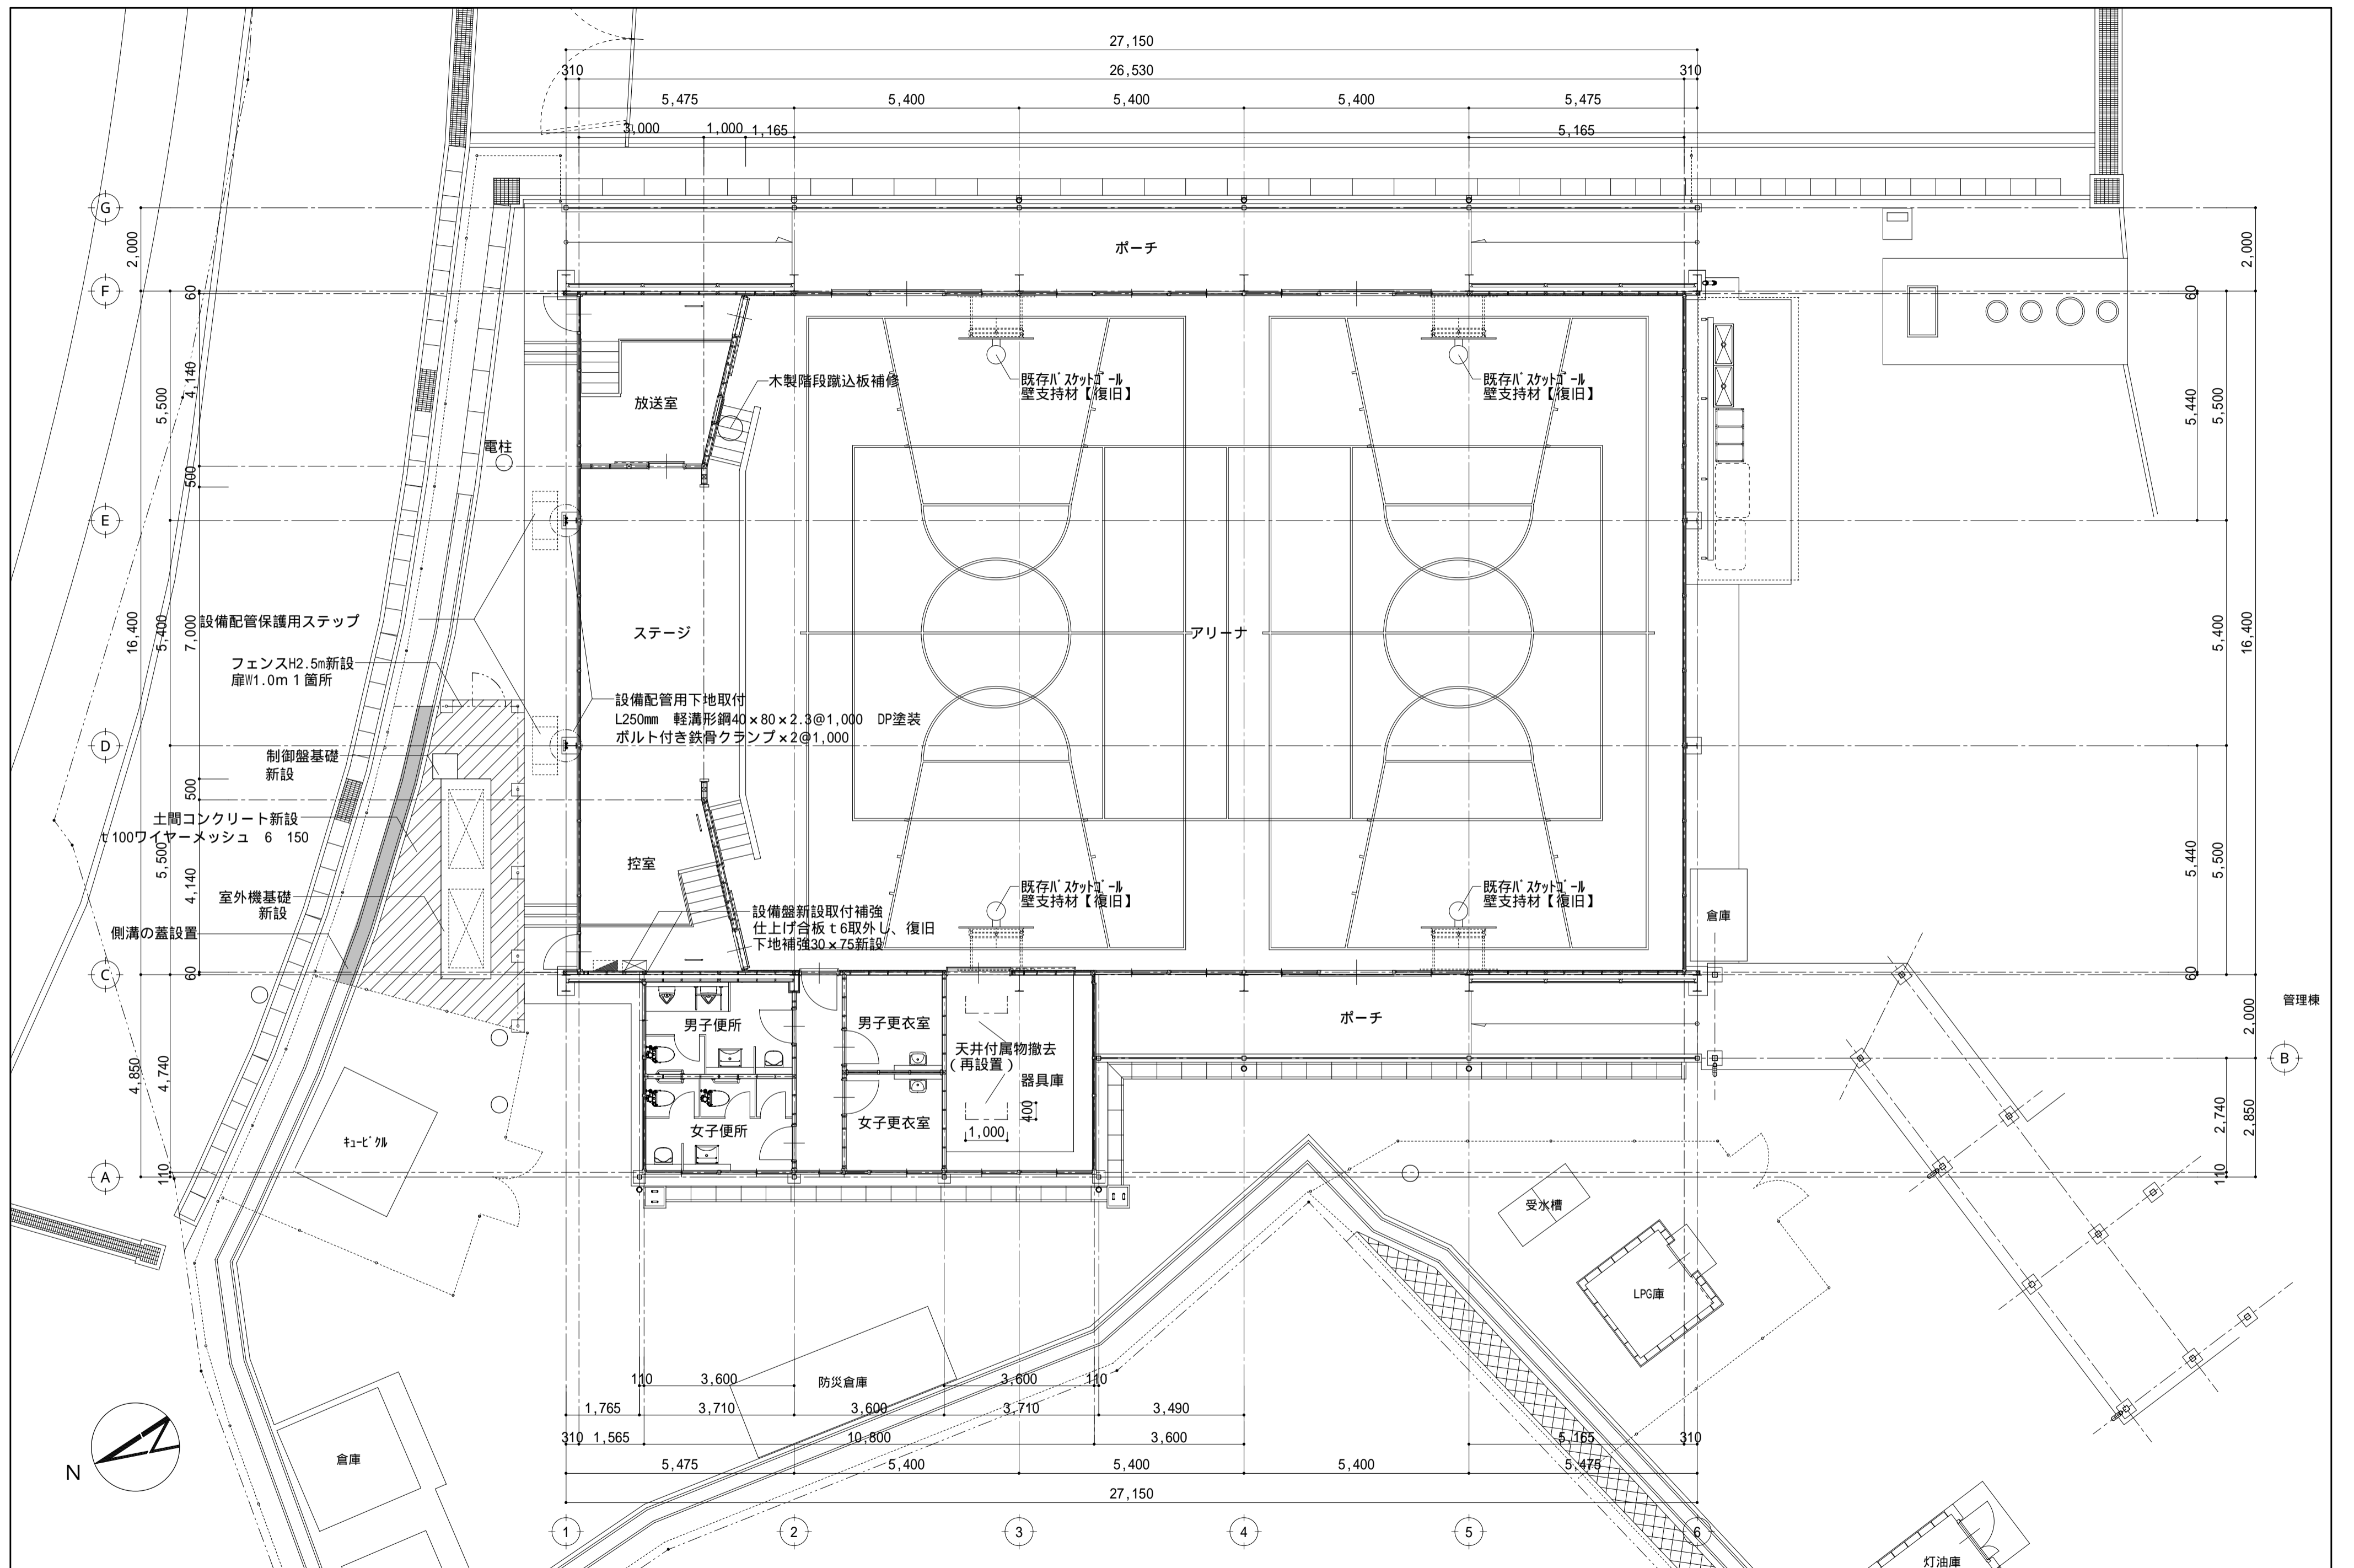 27,150
310 26,530 310
5,475 5,400 5,400 5,400 5,475
3,000 1,000 1,165 5,165
G
2,000 2,000
ポーチ
F
60 60
木製階段蹴込板補修
既存バスケットゴール
壁支持材【復旧】
既存バスケットゴール
壁支持材【復旧】
放送室
4,140
5,500
5,440
5,500
電柱
500
E
設備配管保護用ステップ
16,400
5,400
7,000
ステージ
アリーナ
5,400
16,400
フェンスH2.5m新設
扉W1.0m1箇所
設備配管用下地取付
L250mm 軽溝形鋼40×80×2.3@1,000 DP塗装
ボルト付き鉄骨クランプ×2@1,000
D
制御盤基礎
新設
500
土間コンクリート新設
t100ワイヤーメッシュ 6 150
5,500
4,140
控室
5,440
5,500
室外機基礎
新設
既存バスケットゴール
壁支持材【復旧】
既存バスケットゴール
壁支持材【復旧】
倉庫
側溝の蓋設置
設備盤新設取付補強
仕上げ合板t6取外し、復旧
下地補強30×75新設
C
60 60
管理棟
男子便所
男子更衣室
ポーチ
2,000
天井付属物撤去
(再設置)
B
4,850
4,740
器具庫
400
1,000
女子便所
女子更衣室
2,740
2,850
キュービクル
A
110 110
受水槽
LPG庫
防災倉庫
110 3,600 3,600 110
1,765 3,710 3,600 3,710 3,490
310 1,565 10,800 3,600 5,165 310
5,475 5,400 5,400 5,400 5,475
27,150
N
倉庫
1 2 3 4 5 6
灯油庫